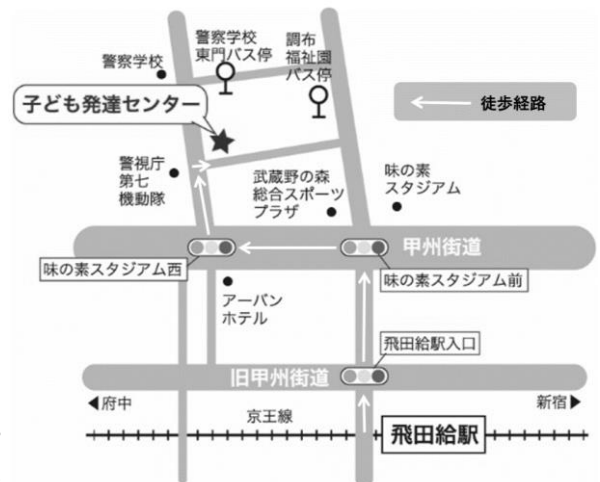 警察学校
警察学校
東門バス停
調布
福祉園
バス停
子ども発達センター
徒歩経路
警視庁
第七
機動隊
武蔵野の森
総合スポーツ
プラザ
味の素
スタジアム
甲州街道
味の素スタジアム西
味の素スタジアム前
アーバン
ホテル
飛田給駅入口
旧甲州街道
◀府中
新宿▶
京王線
飛田給駅